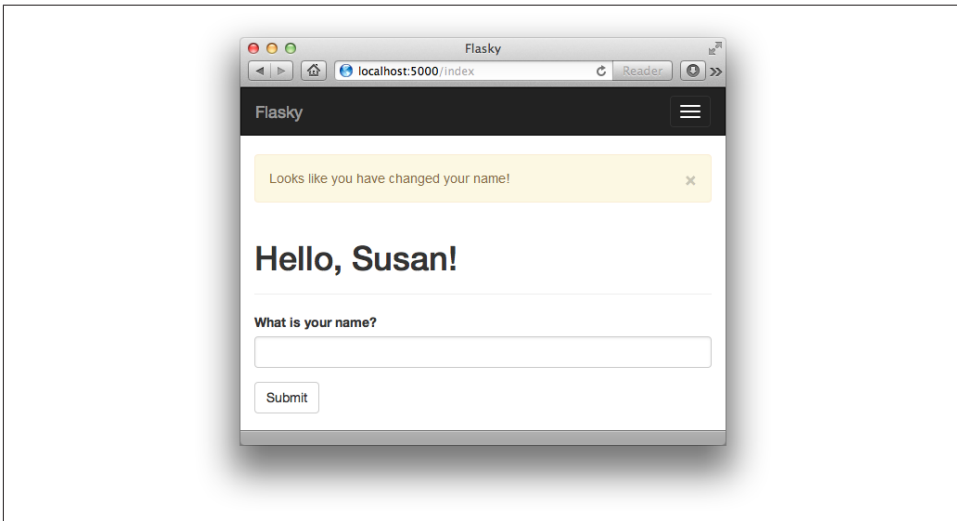 Flasky
localhost:5000/index
Reader
Flasky
Looks like you have changed your name!
×
Hello, Susan!
What is your name?
Submit